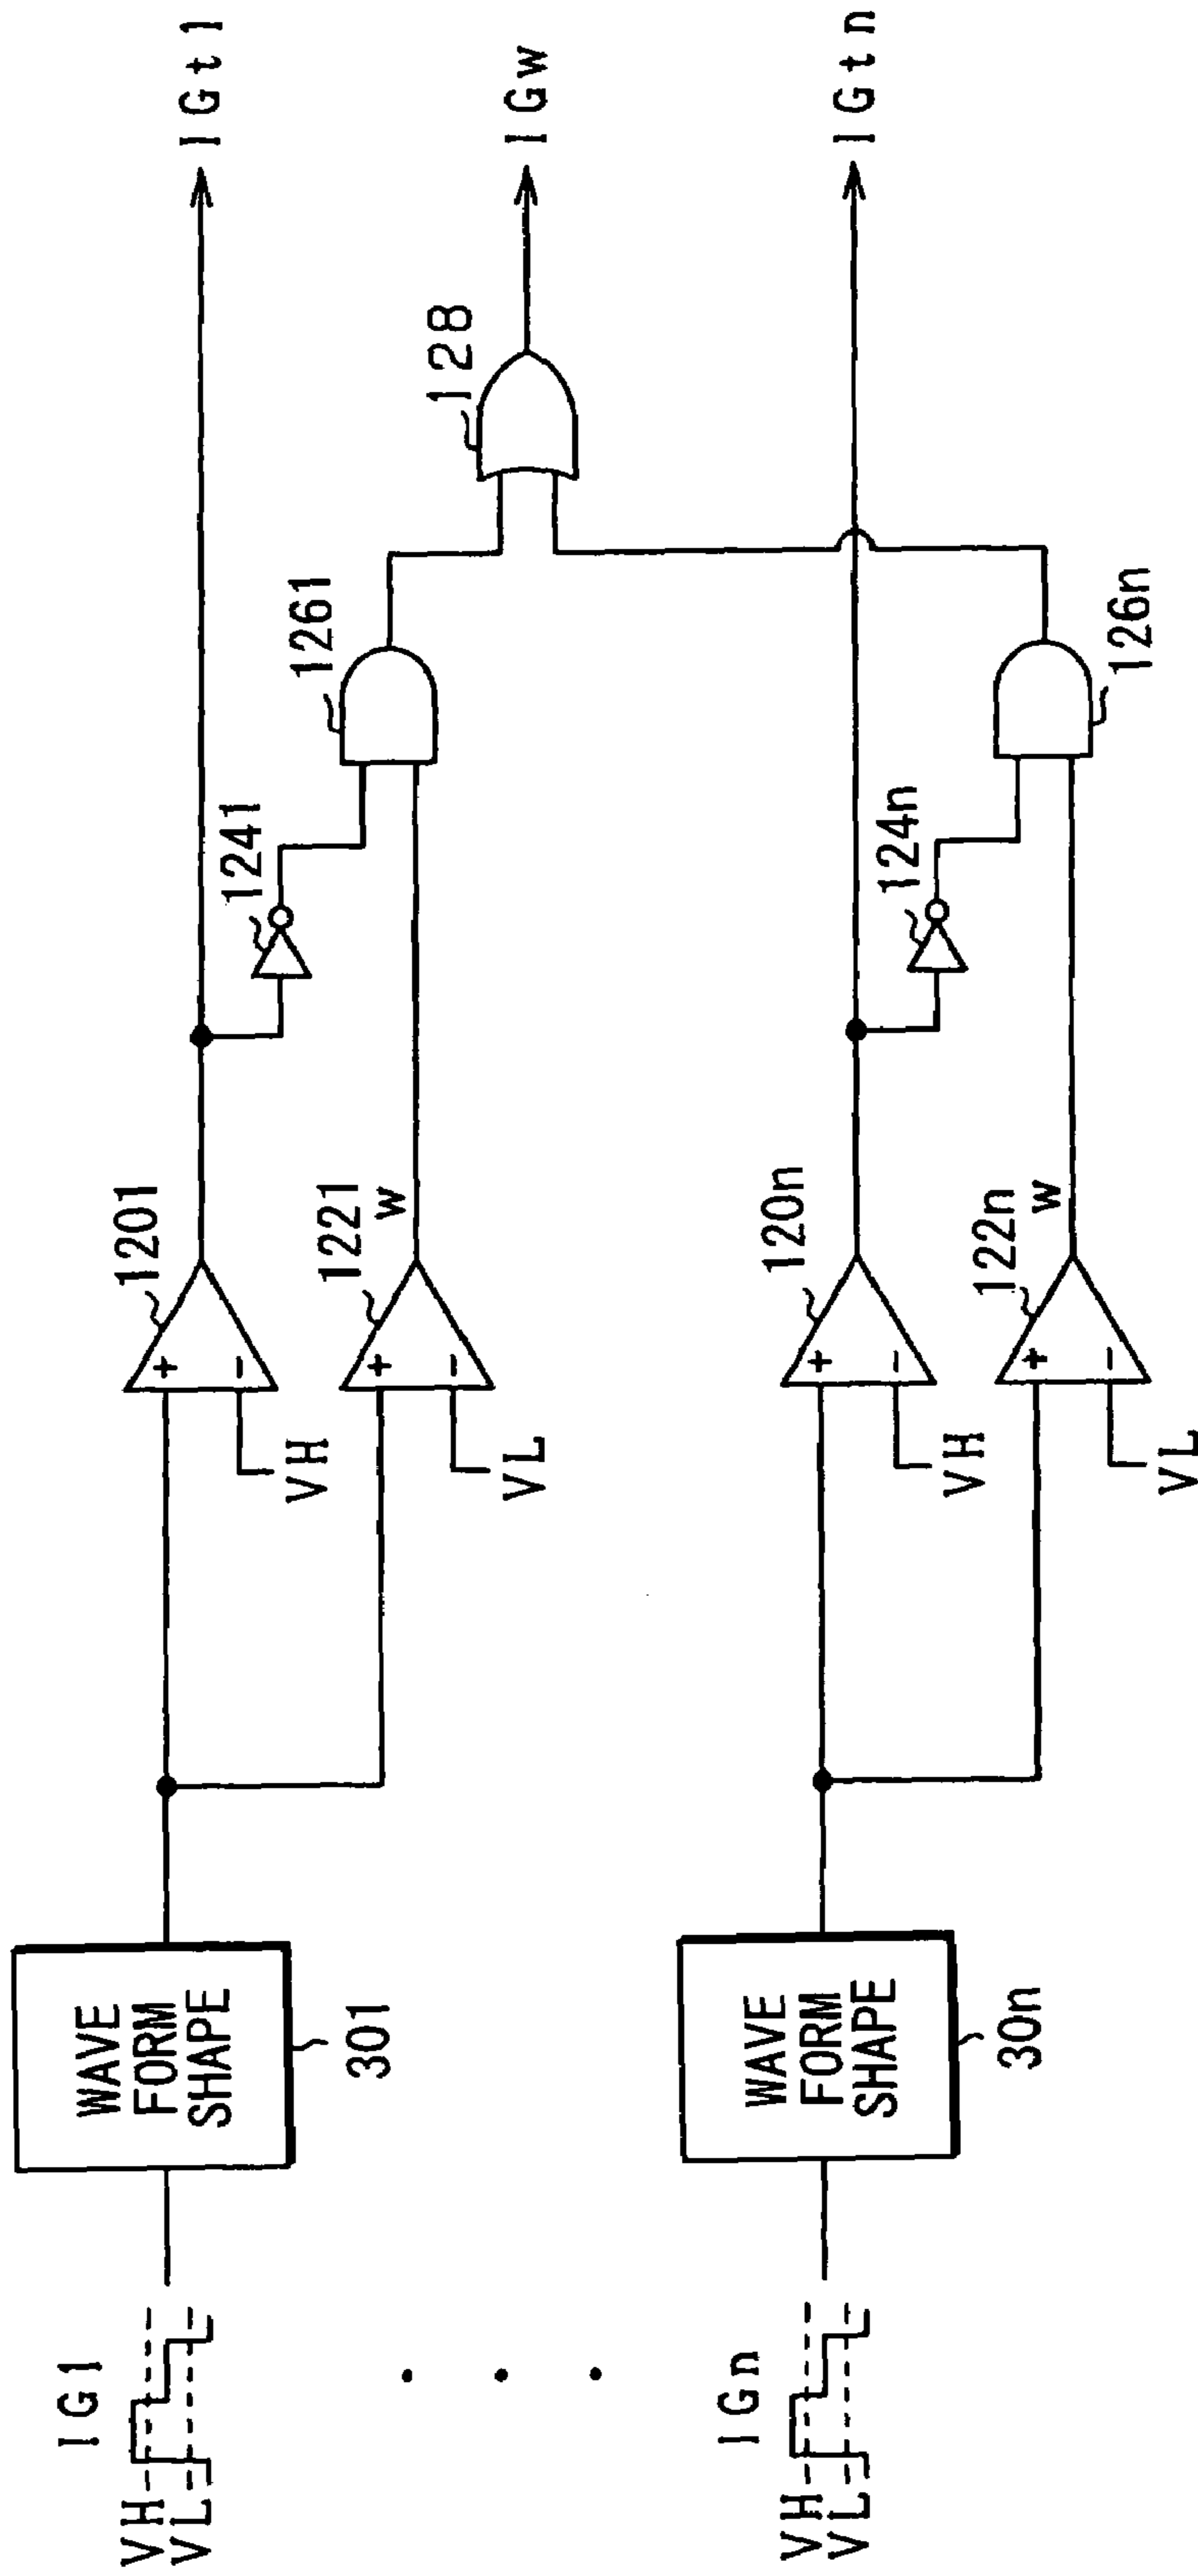 IG1
VH
VL
WAVE
FORM
SHAPE
301
VH
VL
1201
1221
w
1241
1261
128
IGt1
IGw
IGn
VH
VL
WAVE
FORM
SHAPE
30n
VH
VL
120n
122n
w
124n
126n
IGtn